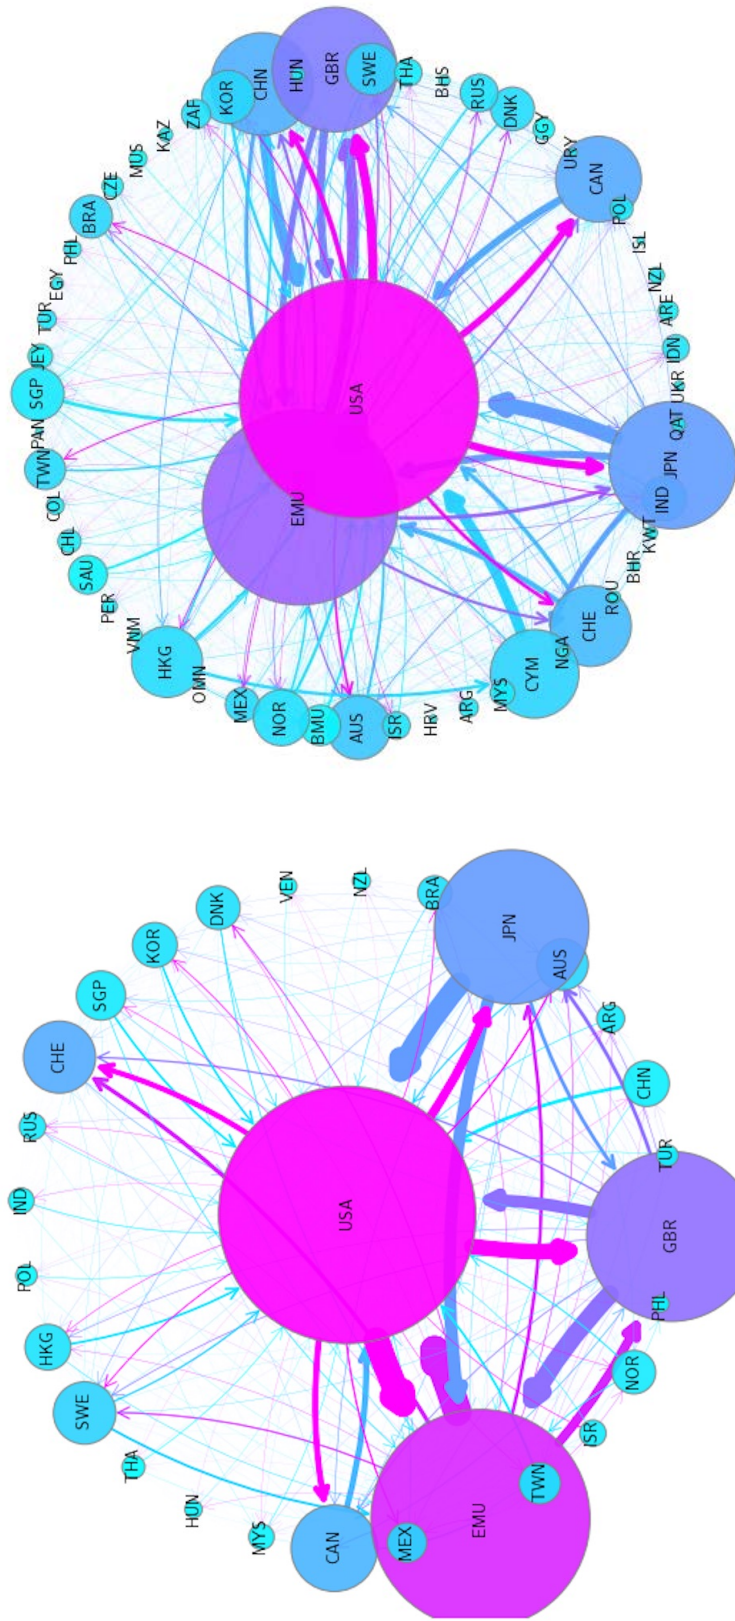 GBR
SWE
THA
BHS
RUS
DNK
GGY
URY
CAN
POL
ISL
NZL
ARE
IDN
UKR
QAT
JPN
IND
KWT
BHR
ROU
CHE
NGA
CYM
MYS
ARG
HRV
ISR
AUS
BMU
NOR
MEX
OMN
HKG
VNM
PER
SAU
CHL
COL
TWN
PAN
SGP
JEY
TUR
EGY
PHL
BRA
CZE
MUS
KAZ
ZAF
KOR
CHN
HUN
USA
EMU
BRA
JPN
AUS
ARG
CHN
TUR
GBR
PHL
NOR
ISR
TWN
EMU
MEX
CAN
MYS
HUN
THA
SWE
HKG
POL
IND
RUS
CHE
SGP
KOR
DNK
VEN
NZL
USA